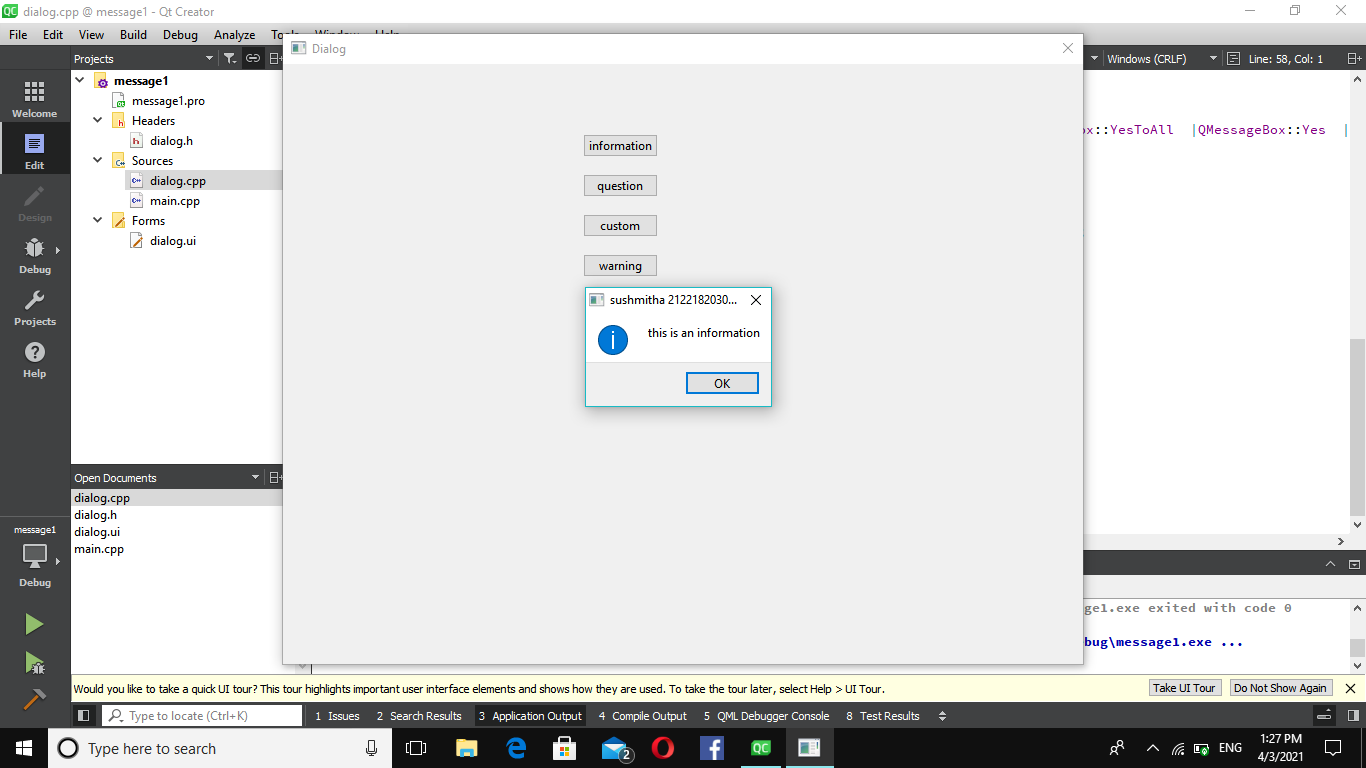 dialog.cpp @ message1 - Qt Creator
File Edit View Build Debug Analyze
Dialog
Projects
Windows (CRLF)
Line: 58, Col: 1
Welcome
Edit
Design
Debug
Projects
Help
message1
message1.pro
Headers
dialog.h
Sources
dialog.cpp
main.cpp
Forms
dialog.ui
::YesToAll |QMessageBox::Yes |
information
question
custom
warning
sushmitha 2122182030...
this is an information
OK
Open Documents
dialog.cpp
dialog.h
dialog.ui
main.cpp
message1
Debug
ge1.exe exited with code 0
bug\message1.exe ...
Would you like to take a quick UI tour? This tour highlights important user interface elements and shows how they are used. To take the tour later, select Help > UI Tour.
Take UI Tour
Do Not Show Again
Type to locate (Ctrl+K)
1 Issues
2 Search Results
3 Application Output
4 Compile Output
5 QML Debugger Console
8 Test Results
Type here to search
2
QC
ENG
1:27 PM
4/3/2021